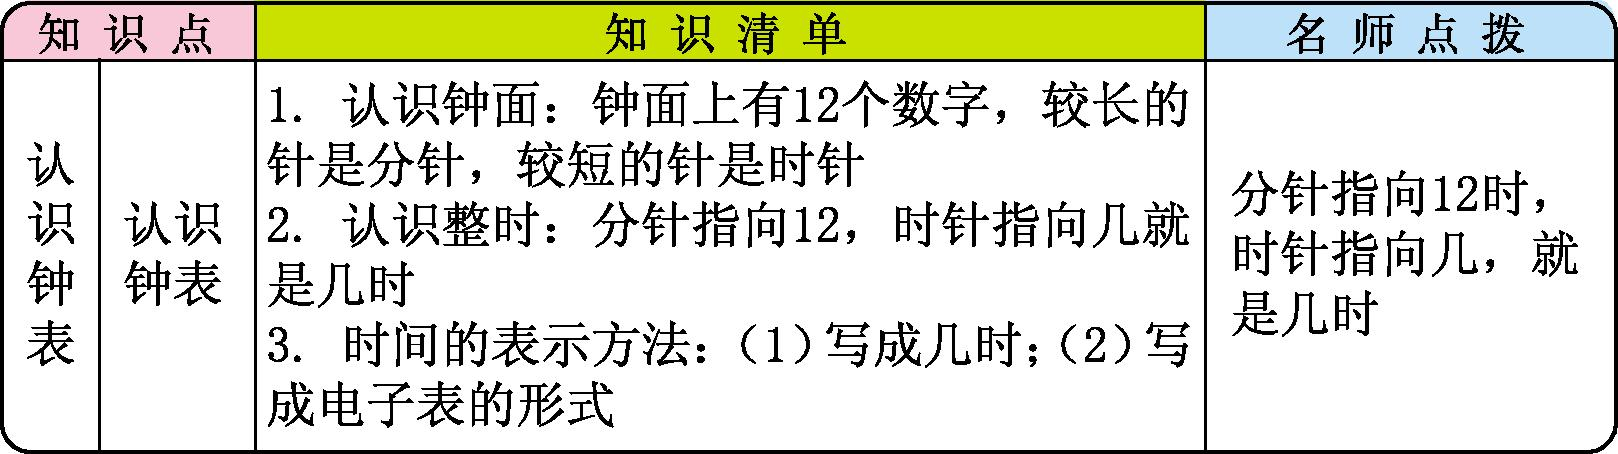 知识点
知识清单
名师点拨
认识钟表
认识
钟表
1. 认识钟面：钟面上有12个数字，较长的
针是分针，较短的针是时针
2. 认识整时：分针指向12，时针指向几就
是几时
3. 时间的表示方法：（1）写成几时；（2）写
成电子表的形式
分针指向12时，
时针指向几，就
是几时